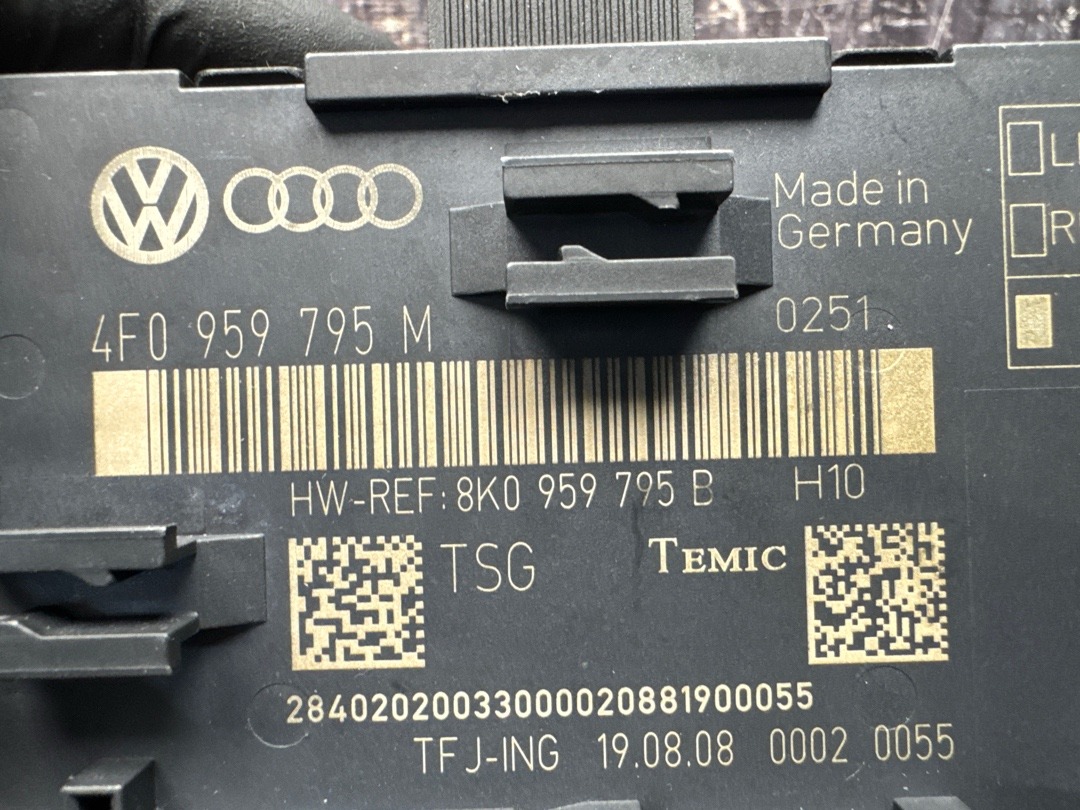 Made in
Germany
L
R
4F0 959 795 M
0251
HW-REF: 8K0 959 795 B H10
TSG
TEMIC
284020200330000020881900055
TFJ-ING 19.08.08 0002 0055